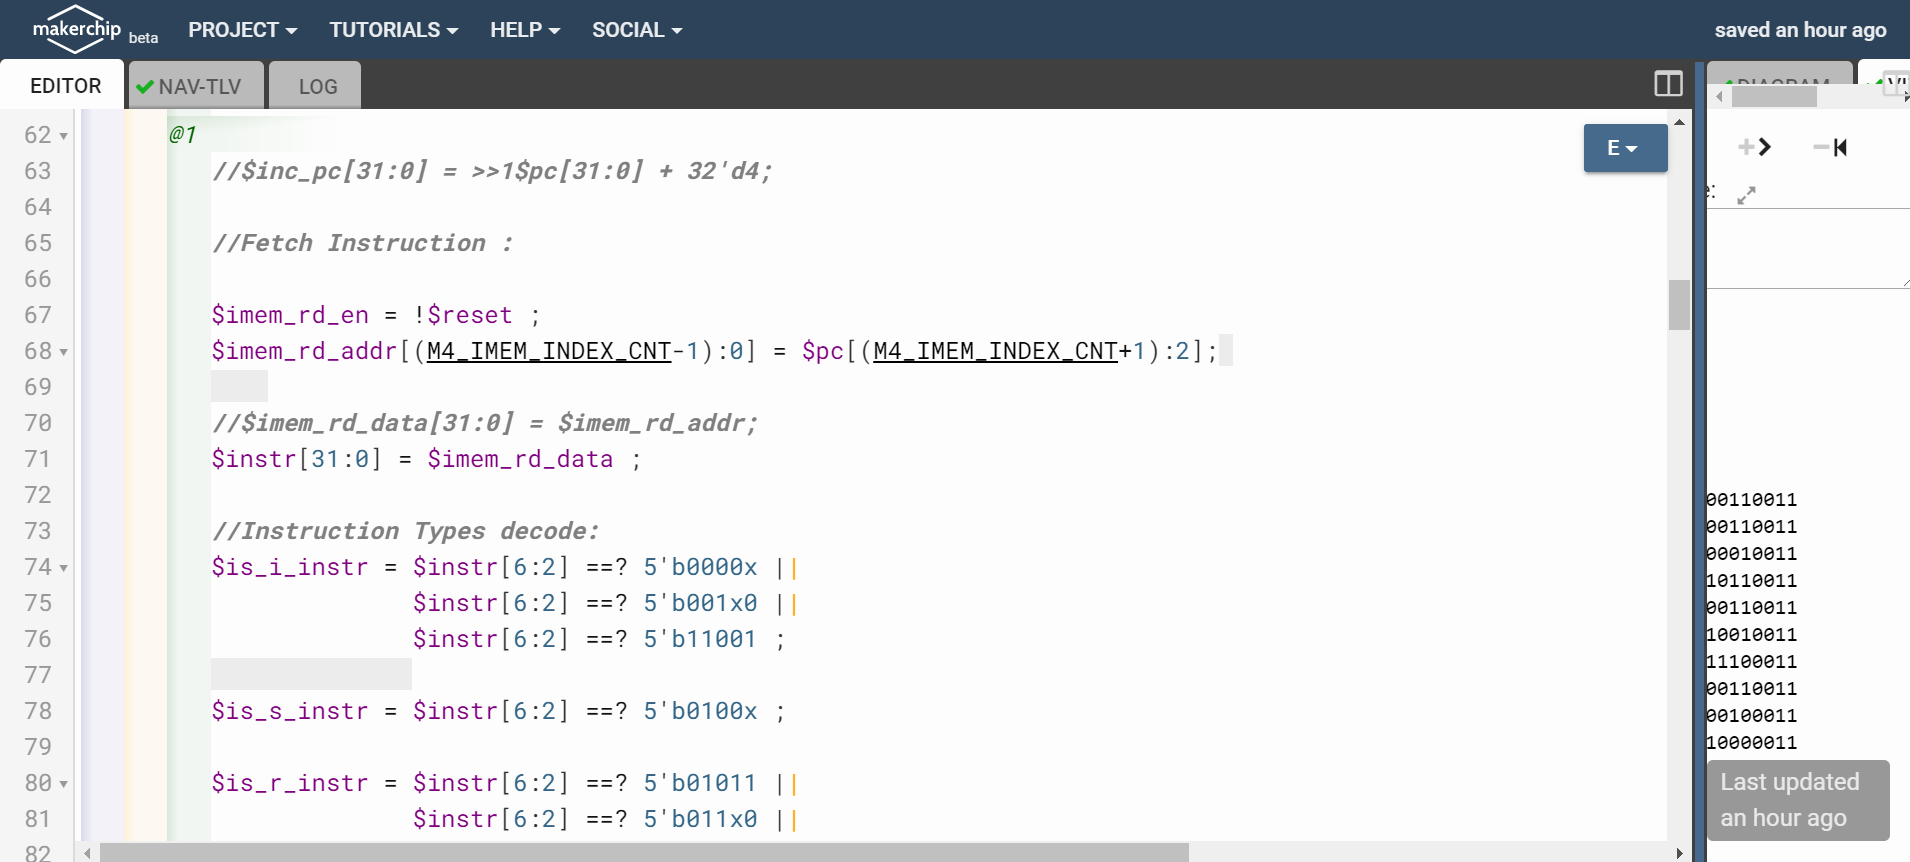 makerchip beta PROJECT TUTORIALS HELP SOCIAL saved an hour ago
EDITOR NAV-TLV LOG
62 @1
63 //$inc_pc[31:0] = >>1$pc[31:0] + 32'd4;
E
64
65 //Fetch Instruction :
66
67 $imem_rd_en = !$reset ;
68 $imem_rd_addr[(M4_IMEM_INDEX_CNT-1):0] = $pc[(M4_IMEM_INDEX_CNT+1):2];
69
70 //$imem_rd_data[31:0] = $imem_rd_addr;
71 $instr[31:0] = $imem_rd_data ;
72
73 //Instruction Types decode:
74 $is_i_instr = $instr[6:2] ==? 5'b0000x ||
75 $instr[6:2] ==? 5'b001x0 ||
76 $instr[6:2] ==? 5'b11001 ;
77
78 $is_s_instr = $instr[6:2] ==? 5'b0100x ;
79
80 $is_r_instr = $instr[6:2] ==? 5'b01011 ||
81 $instr[6:2] ==? 5'b011x0 ||
82
DIAGRAM
00110011
00110011
00010011
10110011
00110011
10010011
11100011
00110011
00100011
10000011
Last updated
an hour ago